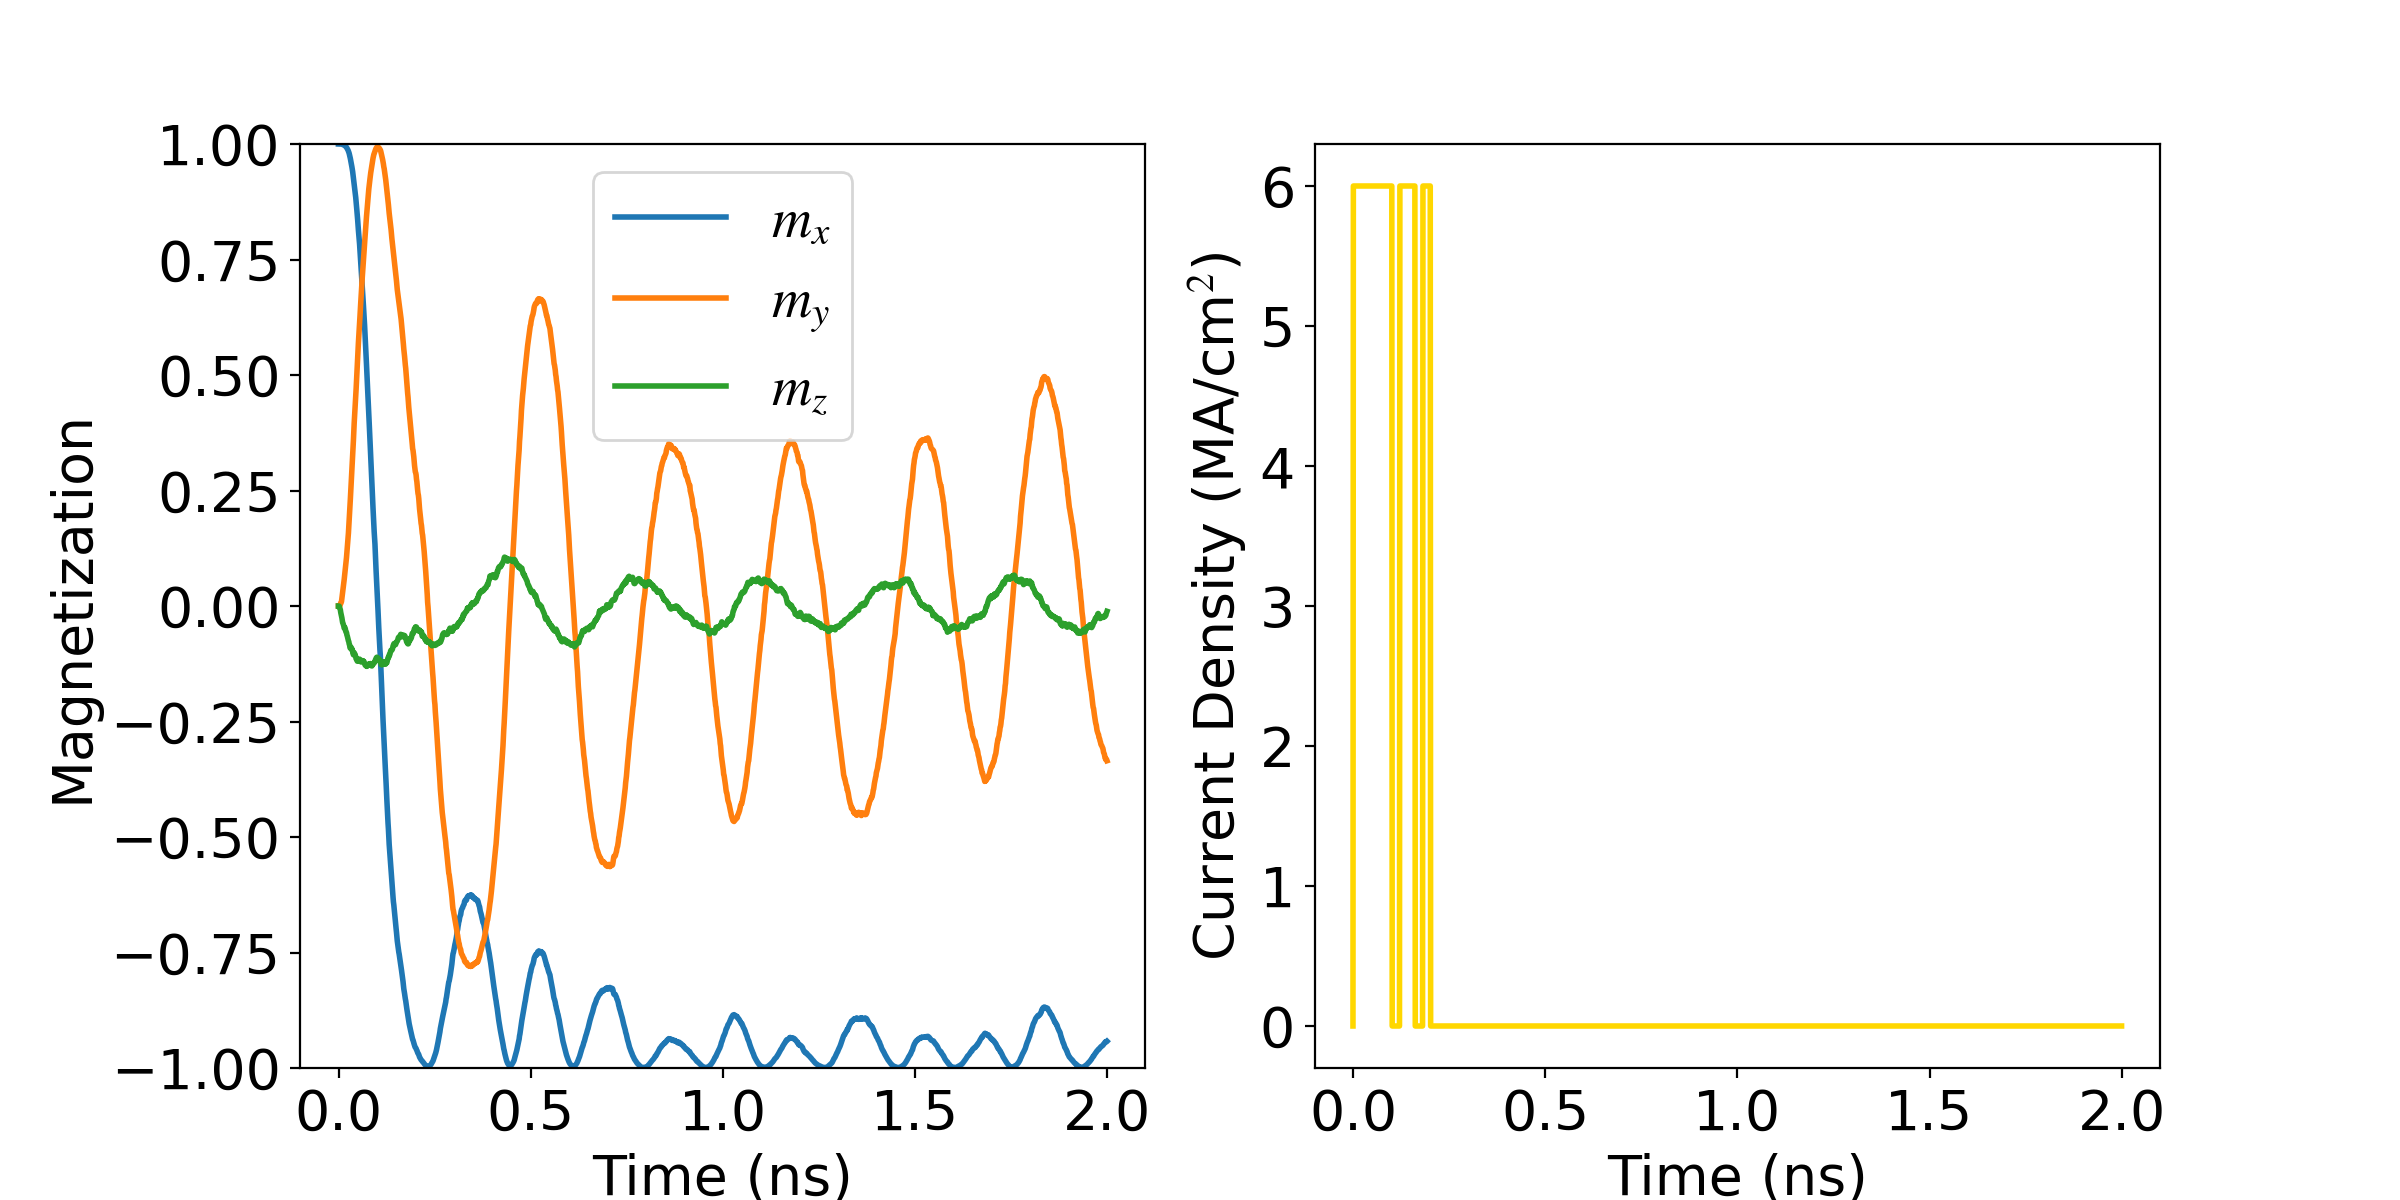 1.00
0.75
0.50
0.25
0.00
−0.25
−0.50
−0.75
−1.00
Magnetization
0.0 0.5 1.0 1.5 2.0
Time (ns)
m_x
m_y
m_z
6
5
4
3
2
1
0
Current Density (MA/cm²)
0.0 0.5 1.0 1.5 2.0
Time (ns)